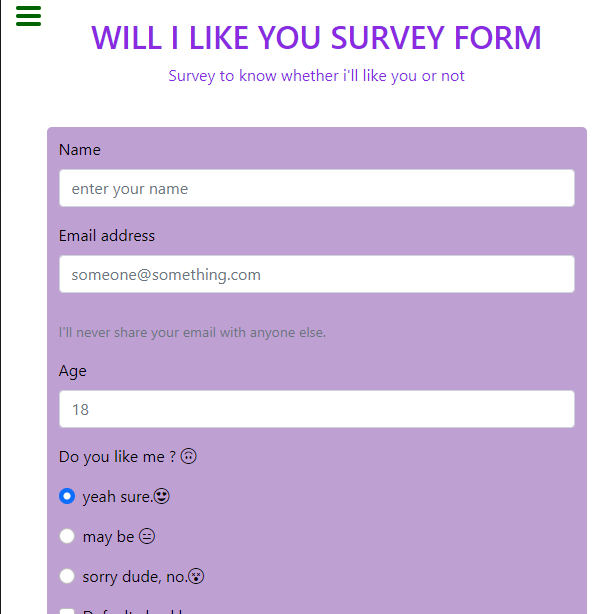 WILL I LIKE YOU SURVEY FORM
Survey to know whether i'll like you or not
Name
enter your name
Email address
someone@something.com
I'll never share your email with anyone else.
Age
18
Do you like me ? 🙃
yeah sure.😍
may be 😑
sorry dude, no.😵